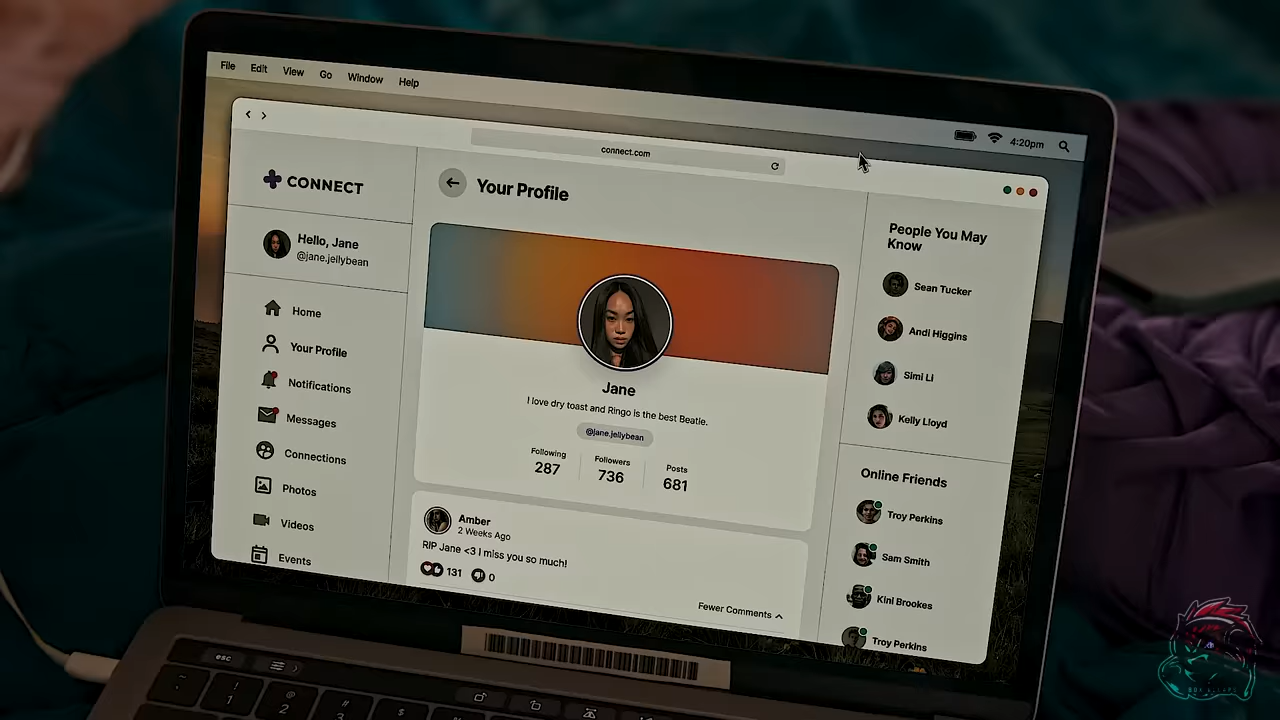 File Edit View Go Window Help
4:20pm
connect.com
CONNECT
Your Profile
Hello, Jane
@jane.jellybean
Home
Your Profile
Notifications
Messages
Connections
Photos
Videos
Events
Jane
I love dry toast and Ringo is the best Beatle.
@jane.jellybean
Following
287
Followers
736
Posts
681
Amber
2 Weeks Ago
RIP Jane <3 I miss you so much!
131 0
Fewer Comments
People You May
Know
Sean Tucker
Andi Higgins
Simi Li
Kelly Lloyd
Online Friends
Troy Perkins
Sam Smith
Kini Brookes
Troy Perkins
esc
! 1
@ 2
# 3
$